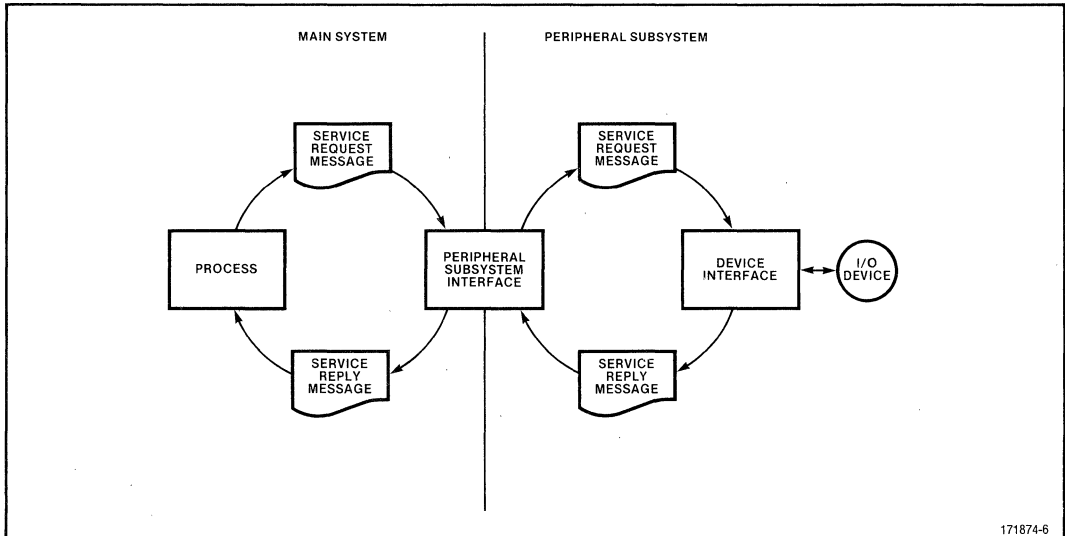 MAIN SYSTEM
PERIPHERAL SUBSYSTEM
SERVICE
REQUEST
MESSAGE
SERVICE
REQUEST
MESSAGE
PROCESS
PERIPHERAL
SUBSYSTEM
INTERFACE
DEVICE
INTERFACE
I/O
DEVICE
SERVICE
REPLY
MESSAGE
SERVICE
REPLY
MESSAGE
171874-6